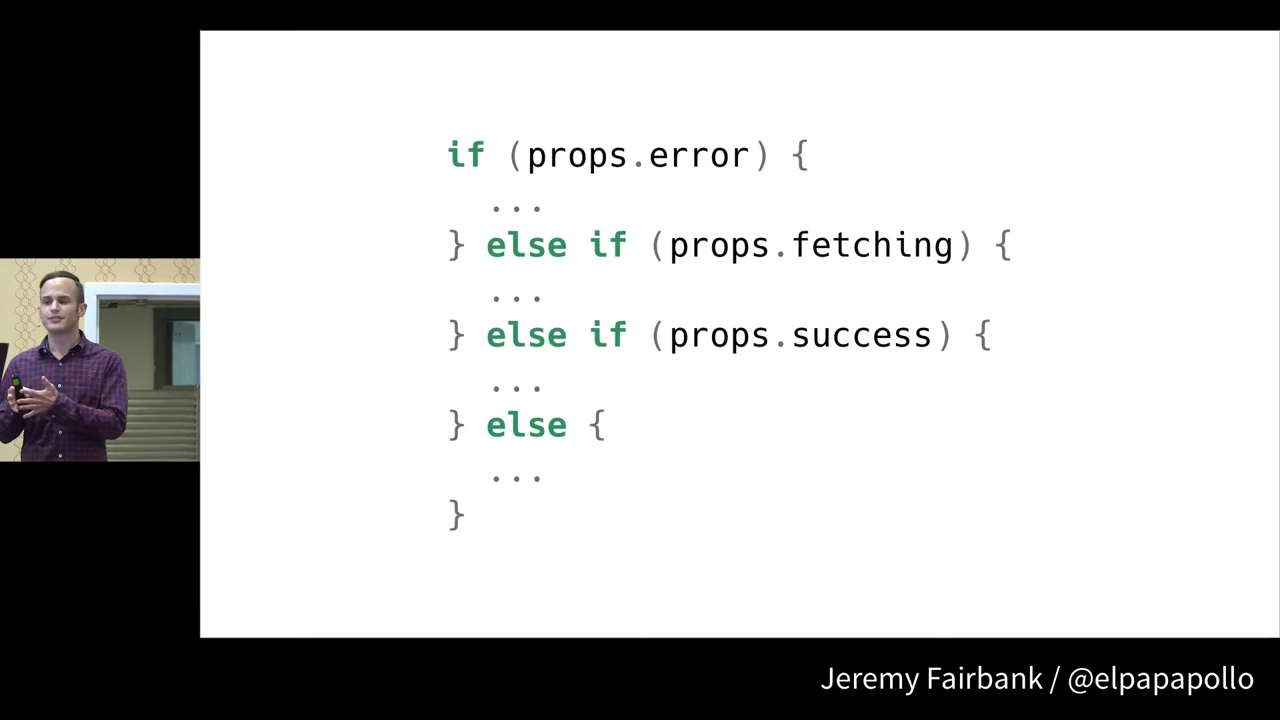 if (props.error) {
...
} else if (props.fetching) {
...
} else if (props.success) {
...
} else {
...
}
Jeremy Fairbank / @elpapapollo